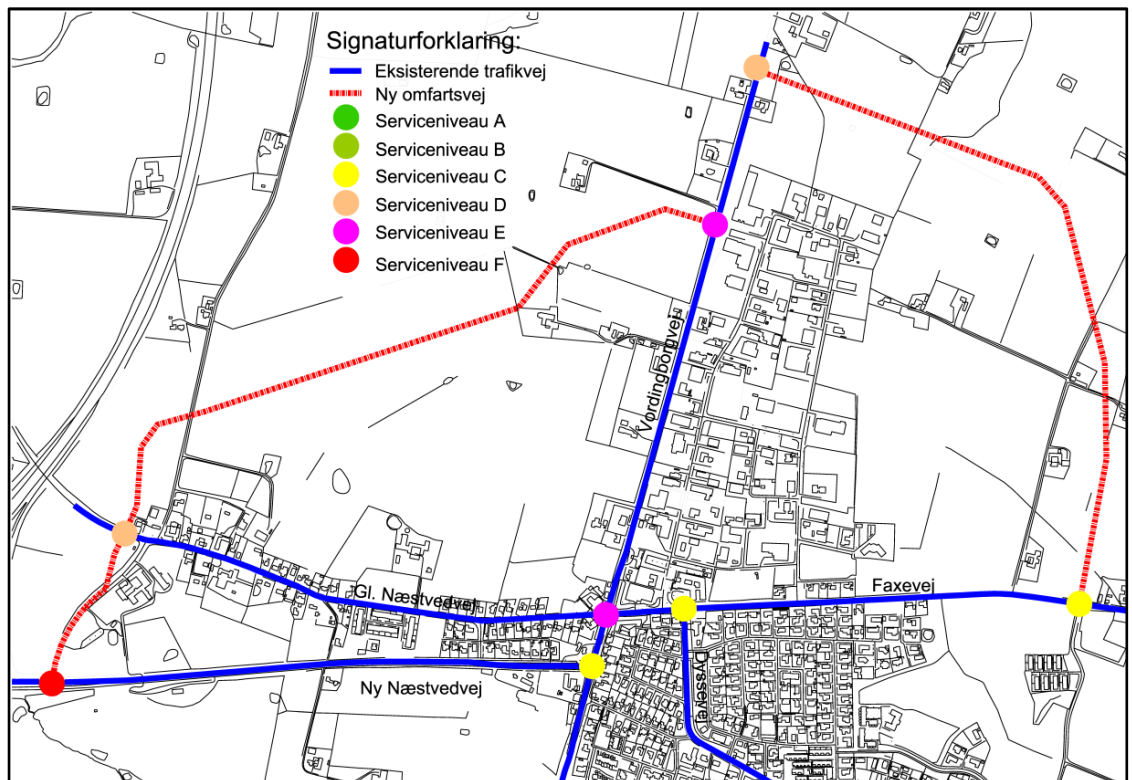 Signaturforklaring:
Eksisterende trafikvej
Ny omfartsvej
Serviceniveau A
Serviceniveau B
Serviceniveau C
Serviceniveau D
Serviceniveau E
Serviceniveau F
Vordingborgvej
Gl. Næstvedvej
Faxevej
Ny Næstvedvej
Dyssevej